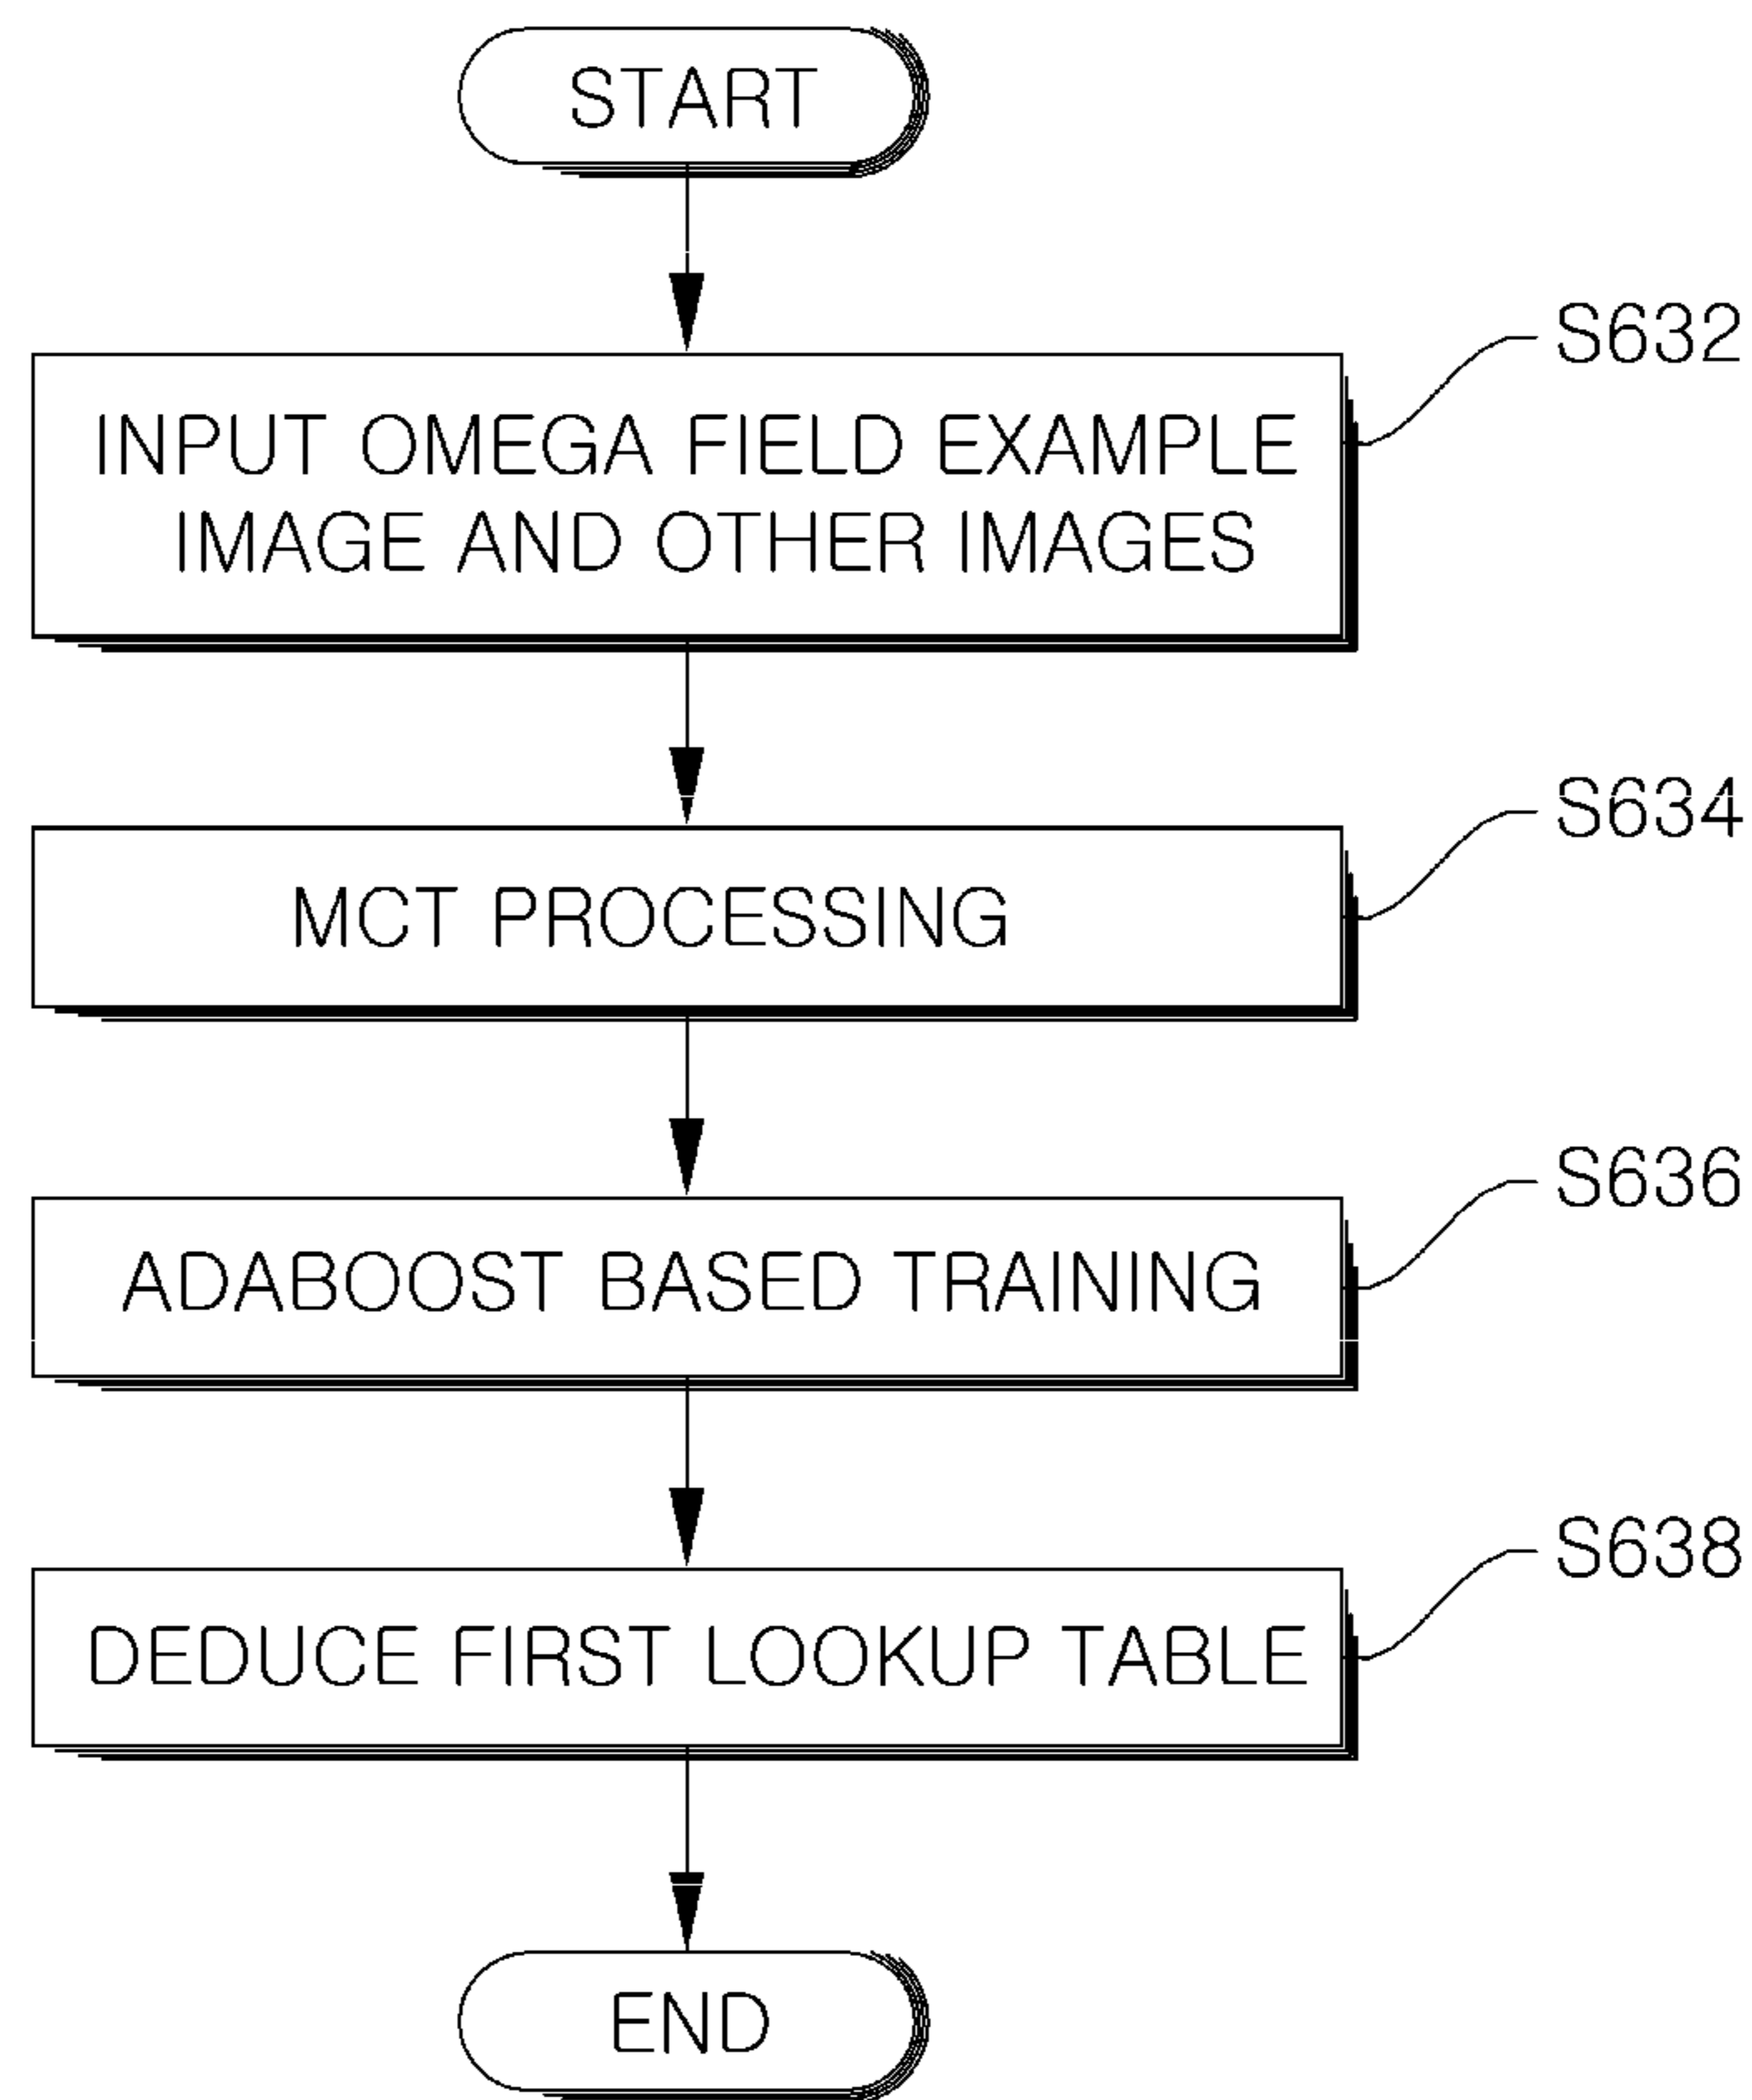 START
S632
INPUT OMEGA FIELD EXAMPLE
IMAGE AND OTHER IMAGES
S634
MCT PROCESSING
S636
ADABOOST BASED TRAINING
S638
DEDUCE FIRST LOOKUP TABLE
END